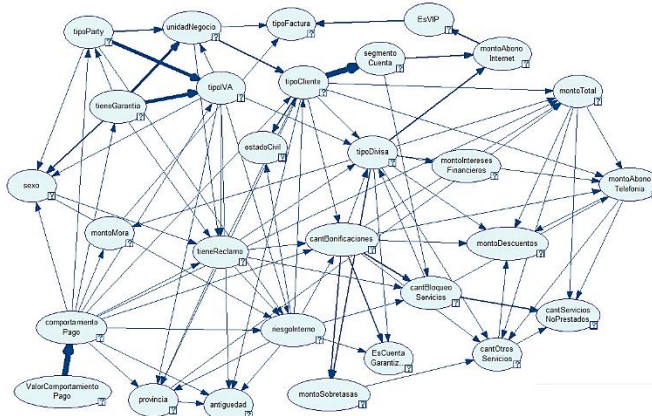 tipoParty
unidadNegocio
tipoFactura
EsVIP
segmento
Cuenta
montoAbono
Internet
tieneGarantia
tipoIVA
tipoCliente
montoTotal
estadoCivil
tipoDivisa
montoIntereses
Financieros
sexo
montoAbono
Telefonia
montoMora
tieneReclamo
cantBonificaciones
montoDescuentos
cantBloqueo
Servicios
comportamiento
Pago
riesgoInterno
cantServicios
NoPrestados
EsCuenta
Garantiz...
cantOtros
Servicios
ValorComportamiento
Pago
provincia
antiguedad
montoSobretasas